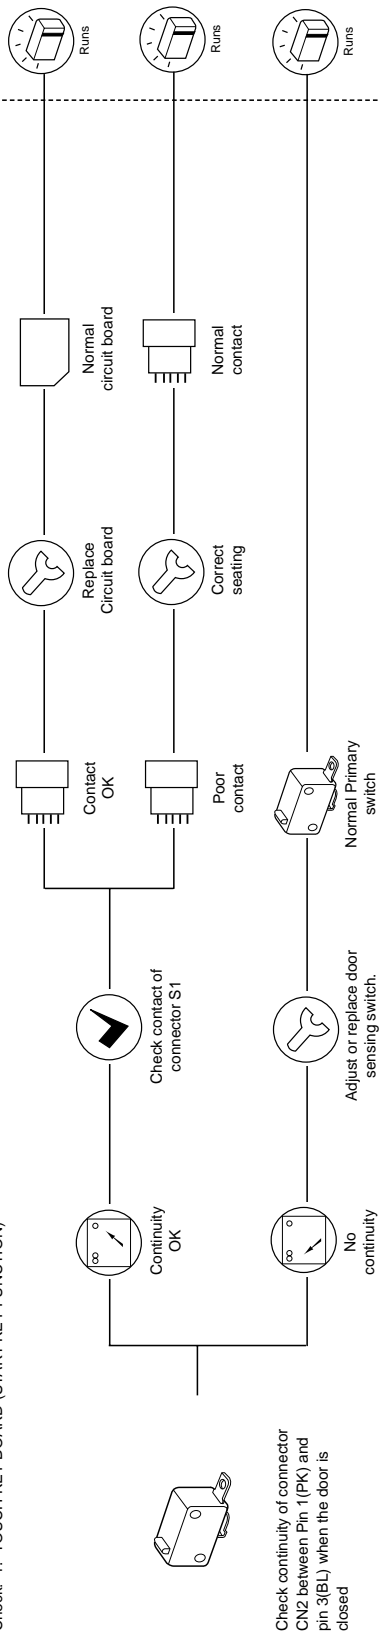 TOUCH KEY BOARD (START KEY FUNCTION)
Check continuity of connector
CN2 between Pin 1(PK) and
pin 3(BL) when the door is
closed
Continuity
OK
Check contact of
connector S1
Contact
OK
Replace
Circuit board
Normal
circuit board
Runs
Poor
contact
Correct
seating
Normal
contact
Runs
No
continuity
Adjust or replace door
sensing switch.
Normal Primary
switch
Runs